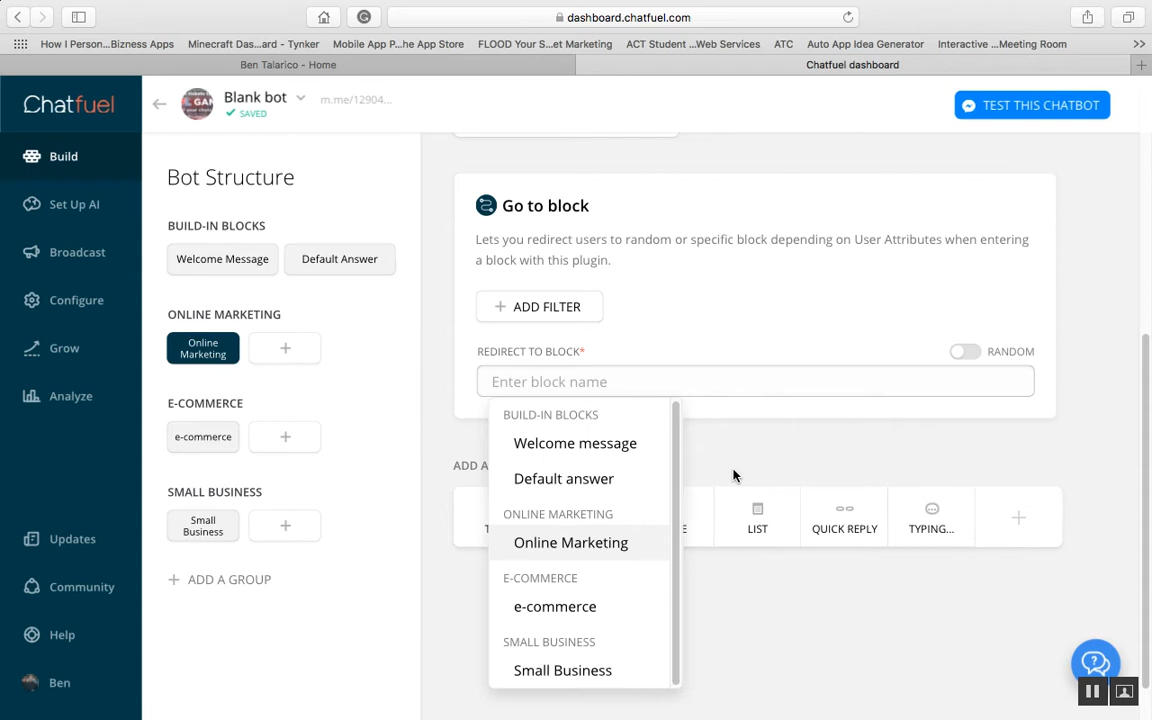 dashboard.chatfuel.com
How I Person...Bizness Apps
Minecraft Das...ard - Tynker
Mobile App P...he App Store
FLOOD Your S...et Marketing
ACT Student ...Web Services
ATC
Auto App Idea Generator
Interactive ...Meeting Room
>>
Ben Talarico - Home
Chatfuel dashboard
Chatfuel
Blank bot
m.me/12904...
SAVED
TEST THIS CHATBOT
Build
Set Up AI
Broadcast
Configure
Grow
Analyze
Updates
Community
Help
Ben
Bot Structure
BUILD-IN BLOCKS
Welcome Message
Default Answer
ONLINE MARKETING
Online
Marketing
E-COMMERCE
e-commerce
SMALL BUSINESS
Small
Business
+ ADD A GROUP
Go to block
Lets you redirect users to random or specific block depending on User Attributes when entering
a block with this plugin.
+ ADD FILTER
REDIRECT TO BLOCK*
RANDOM
Enter block name
BUILD-IN BLOCKS
Welcome message
Default answer
ONLINE MARKETING
Online Marketing
E-COMMERCE
e-commerce
SMALL BUSINESS
Small Business
ADD A
T
E
LIST
QUICK REPLY
TYPING...